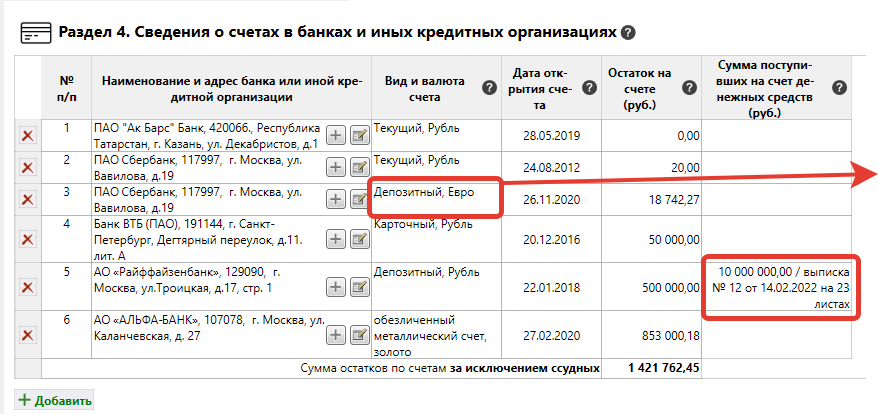 Раздел 4. Сведения о счетах в банках и иных кредитных организациях ?
№ п/п
Наименование и адрес банка или иной кре-
дитной организации
Вид и валюта
счета ?
Дата отк-
рытия сче-
та ?
Остаток на
счете
(руб.) ?
Сумма поступи-
вших на счет де-
нежных средств
(руб.) ?
1
ПАО "Ак Барс" Банк, 420066., Республика
Татарстан, г. Казань, ул. Декабристов, д.1
Текущий, Рубль
28.05.2019
0,00
2
ПАО Сбербанк, 117997, г. Москва, ул.
Вавилова, д.19
Текущий, Рубль
24.08.2012
20,00
3
ПАО Сбербанк, 117997, г. Москва, ул.
Вавилова, д.19
Депозитный, Евро
26.11.2020
18 742,27
4
Банк ВТБ (ПАО), 191144, г. Санкт-
Петербург, Дегтярный переулок, д.11.
лит. А
Карточный, Рубль
20.12.2016
50 000,00
5
АО «Райффайзенбанк», 129090, г.
Москва, ул.Троицкая, д.17, стр. 1
Депозитный, Рубль
22.01.2018
500 000,00
10 000 000,00 / выписка
№ 12 от 14.02.2022 на 23
листах
6
АО «АЛЬФА-БАНК», 107078, г. Москва, ул.
Каланчевская, д. 27
обезличенный
металлический счет,
золото
27.02.2020
853 000,18
Сумма остатков по счетам за исключением ссудных
1 421 762,45
Добавить